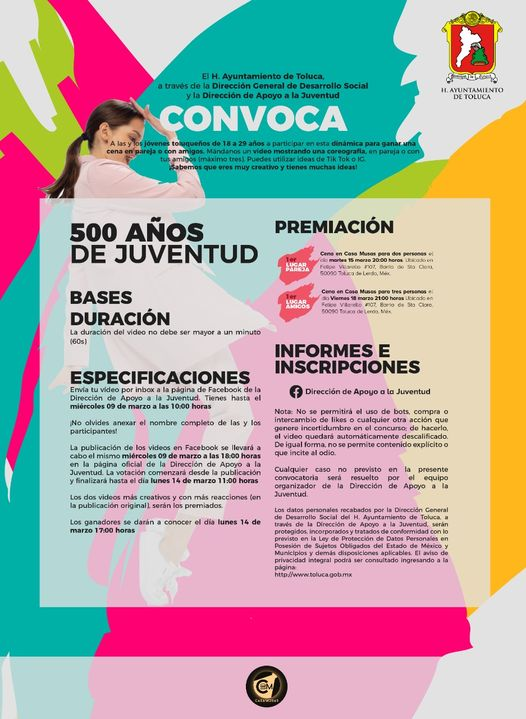 H. AYUNTAMIENTO
DE TOLUCA
El H. Ayuntamiento de Toluca,
a través de la Dirección General de Desarrollo Social
y la Dirección de Apoyo a la Juventud
CONVOCA
A las y los jóvenes toluqueños de 18 a 29 años a participar en esta dinámica para ganar una
cena en pareja o con amigos. Mándanos un video mostrando una coreografía, en pareja o con
tus amigos (máximo tres). Puedes utilizar ideas de Tik Tok o IG.
¡Sabemos que eres muy creativo y tienes muchas ideas!
500 AÑOS
DE JUVENTUD
BASES
DURACIÓN
La duración del video no debe ser mayor a un minuto
(60s)
ESPECIFICACIONES
Envía tu video por inbox a la página de Facebook de la
Dirección de Apoyo a la Juventud. Tienes hasta el
miércoles 09 de marzo a las 10:00 horas
¡No olvides anexar el nombre completo de las y los
participantes!
La publicación de los videos en Facebook se llevará a
cabo el mismo miércoles 09 de marzo a las 18:00 horas
en la página oficial de la Dirección de Apoyo a la
Juventud. La votación comenzará desde la publicación
y finalizará hasta el día lunes 14 de marzo 11:00 horas
Los dos videos más creativos y con más reacciones (en
la publicación original), serán los premiados.
Los ganadores se darán a conocer el día lunes 14 de
marzo 17:00 horas
PREMIACIÓN
1er
LUGAR
PAREJA
Cena en Casa Musas para dos personas el
día martes 15 marzo 20:00 horas. Ubicado en
Felipe Villarello #107, Barrio de Sta Clara,
50090 Toluca de Lerdo, Méx.
1er
LUGAR
AMIGOS
Cena en Casa Musas para tres personas el
día Viernes 18 marzo 21:00 horas Ubicado en
Felipe Villarello #107, Barrio de Sta Clara,
50090 Toluca de Lerdo, Méx.
INFORMES E
INSCRIPCIONES
Dirección de Apoyo a la Juventud
Nota: No se permitirá el uso de bots, compra o
intercambio de likes o cualquier otra acción que
genere incertidumbre en el concurso; de hacerlo,
el video quedará automáticamente descalificado.
De igual forma, no se permite contenido explícito o
que incite al odio.
Cualquier caso no previsto en la presente
convocatoria será resuelto por el equipo
organizador de la Dirección de Apoyo a la
Juventud.
Los datos personales recabados por la Dirección General
de Desarrollo Social del H. Ayuntamiento de Toluca, a
través de la Dirección de Apoyo a la Juventud, serán
protegidos, incorporados y tratados de conformidad con lo
previsto en la Ley de Protección de Datos Personales en
Posesión de Sujetos Obligados del Estado de México y
Municipios y demás disposiciones aplicables. El aviso de
privacidad integral podrá ser consultado ingresando a la
página:
http://www.toluca.gob.mx